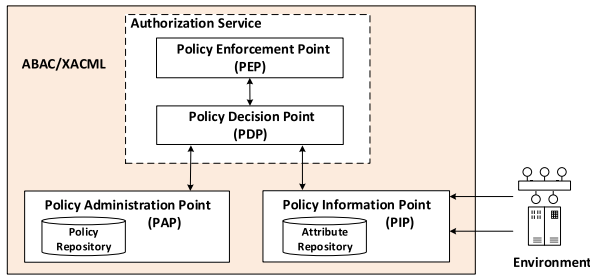 Authorization Service
Policy Enforcement Point
(PEP)
ABAC/XACML
Policy Decision Point
(PDP)
Policy Administration Point
(PAP)
Policy
Repository
Policy Information Point
(PIP)
Attribute
Repository
Environment